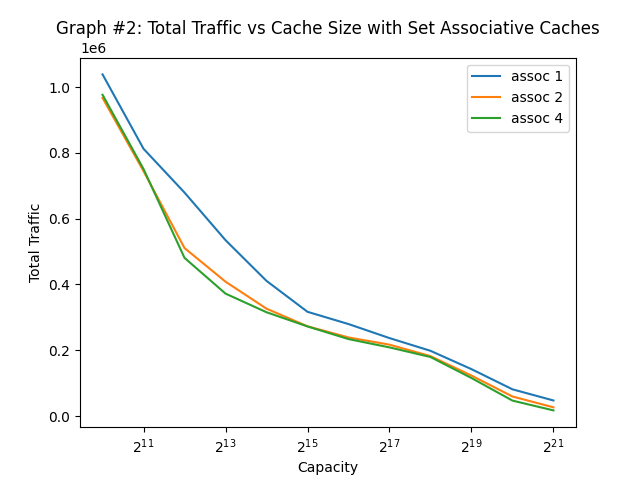 Graph #2: Total Traffic vs Cache Size with Set Associative Caches
1e6
assoc 1
assoc 2
assoc 4
1.0
0.8
0.6
0.4
0.2
0.0
Total Traffic
2^11 2^13 2^15 2^17 2^19 2^21
Capacity